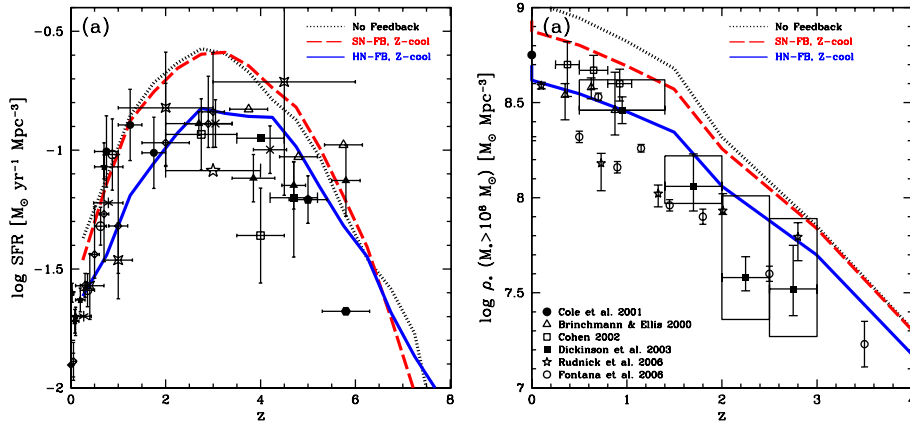 (a)
No Feedback
SN-FB, Z-cool
HN-FB, Z-cool
log SFR [M⊙ yr⁻¹ Mpc⁻³]
-0.5
-1
-1.5
-2
0
2
4
6
8
z
(a)
No Feedback
SN-FB, Z-cool
HN-FB, Z-cool
log ρ* (M*>10⁸ M⊙) [M⊙ Mpc⁻³]
9
8.5
8
7.5
7
Cole et al. 2001
Brinchmann & Ellis 2000
Cohen 2002
Dickinson et al. 2003
Rudnick et al. 2006
Fontana et al. 2006
0
1
2
3
4
z